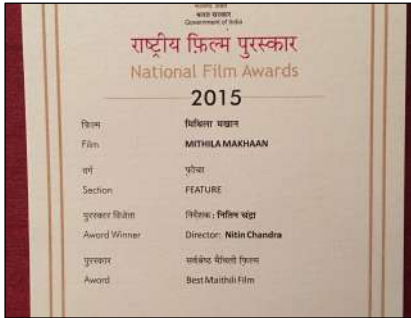 भारत सरकार
Government of India
राष्ट्रीय फ़िल्म पुरस्कार
National Film Awards
2015
फिल्म मिथिला मखान
Film MITHILA MAKHAAN
वर्ग फ़ीचर
Section FEATURE
पुरस्कार विजेता निर्देशक : नितिन चंद्रा
Award Winner Director: Nitin Chandra
पुरस्कार सर्वश्रेष्ठ मैथिली फिल्म
Award Best Maithili Film